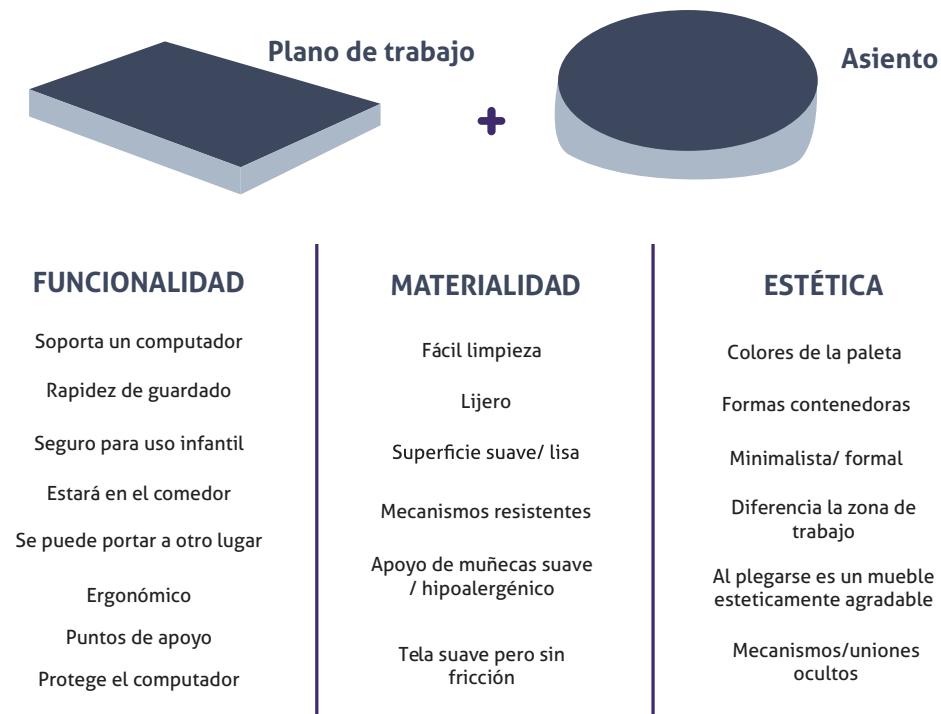 Plano de trabajo
+
Asiento
FUNCIONALIDAD
Soporta un computador
Rapidez de guardado
Seguro para uso infantil
Estará en el comedor
Se puede portar a otro lugar
Ergonómico
Puntos de apoyo
Protege el computador
MATERIALIDAD
Fácil limpieza
Lijero
Superficie suave/ lisa
Mecanismos resistentes
Apoyo de muñecas suave
/ hipoalergénico
Tela suave pero sin
fricción
ESTÉTICA
Colores de la paleta
Formas contenedoras
Minimalista/ formal
Diferencia la zona de
trabajo
Al plegarse es un mueble
esteticamente agradable
Mecanismos/uniones
ocultos